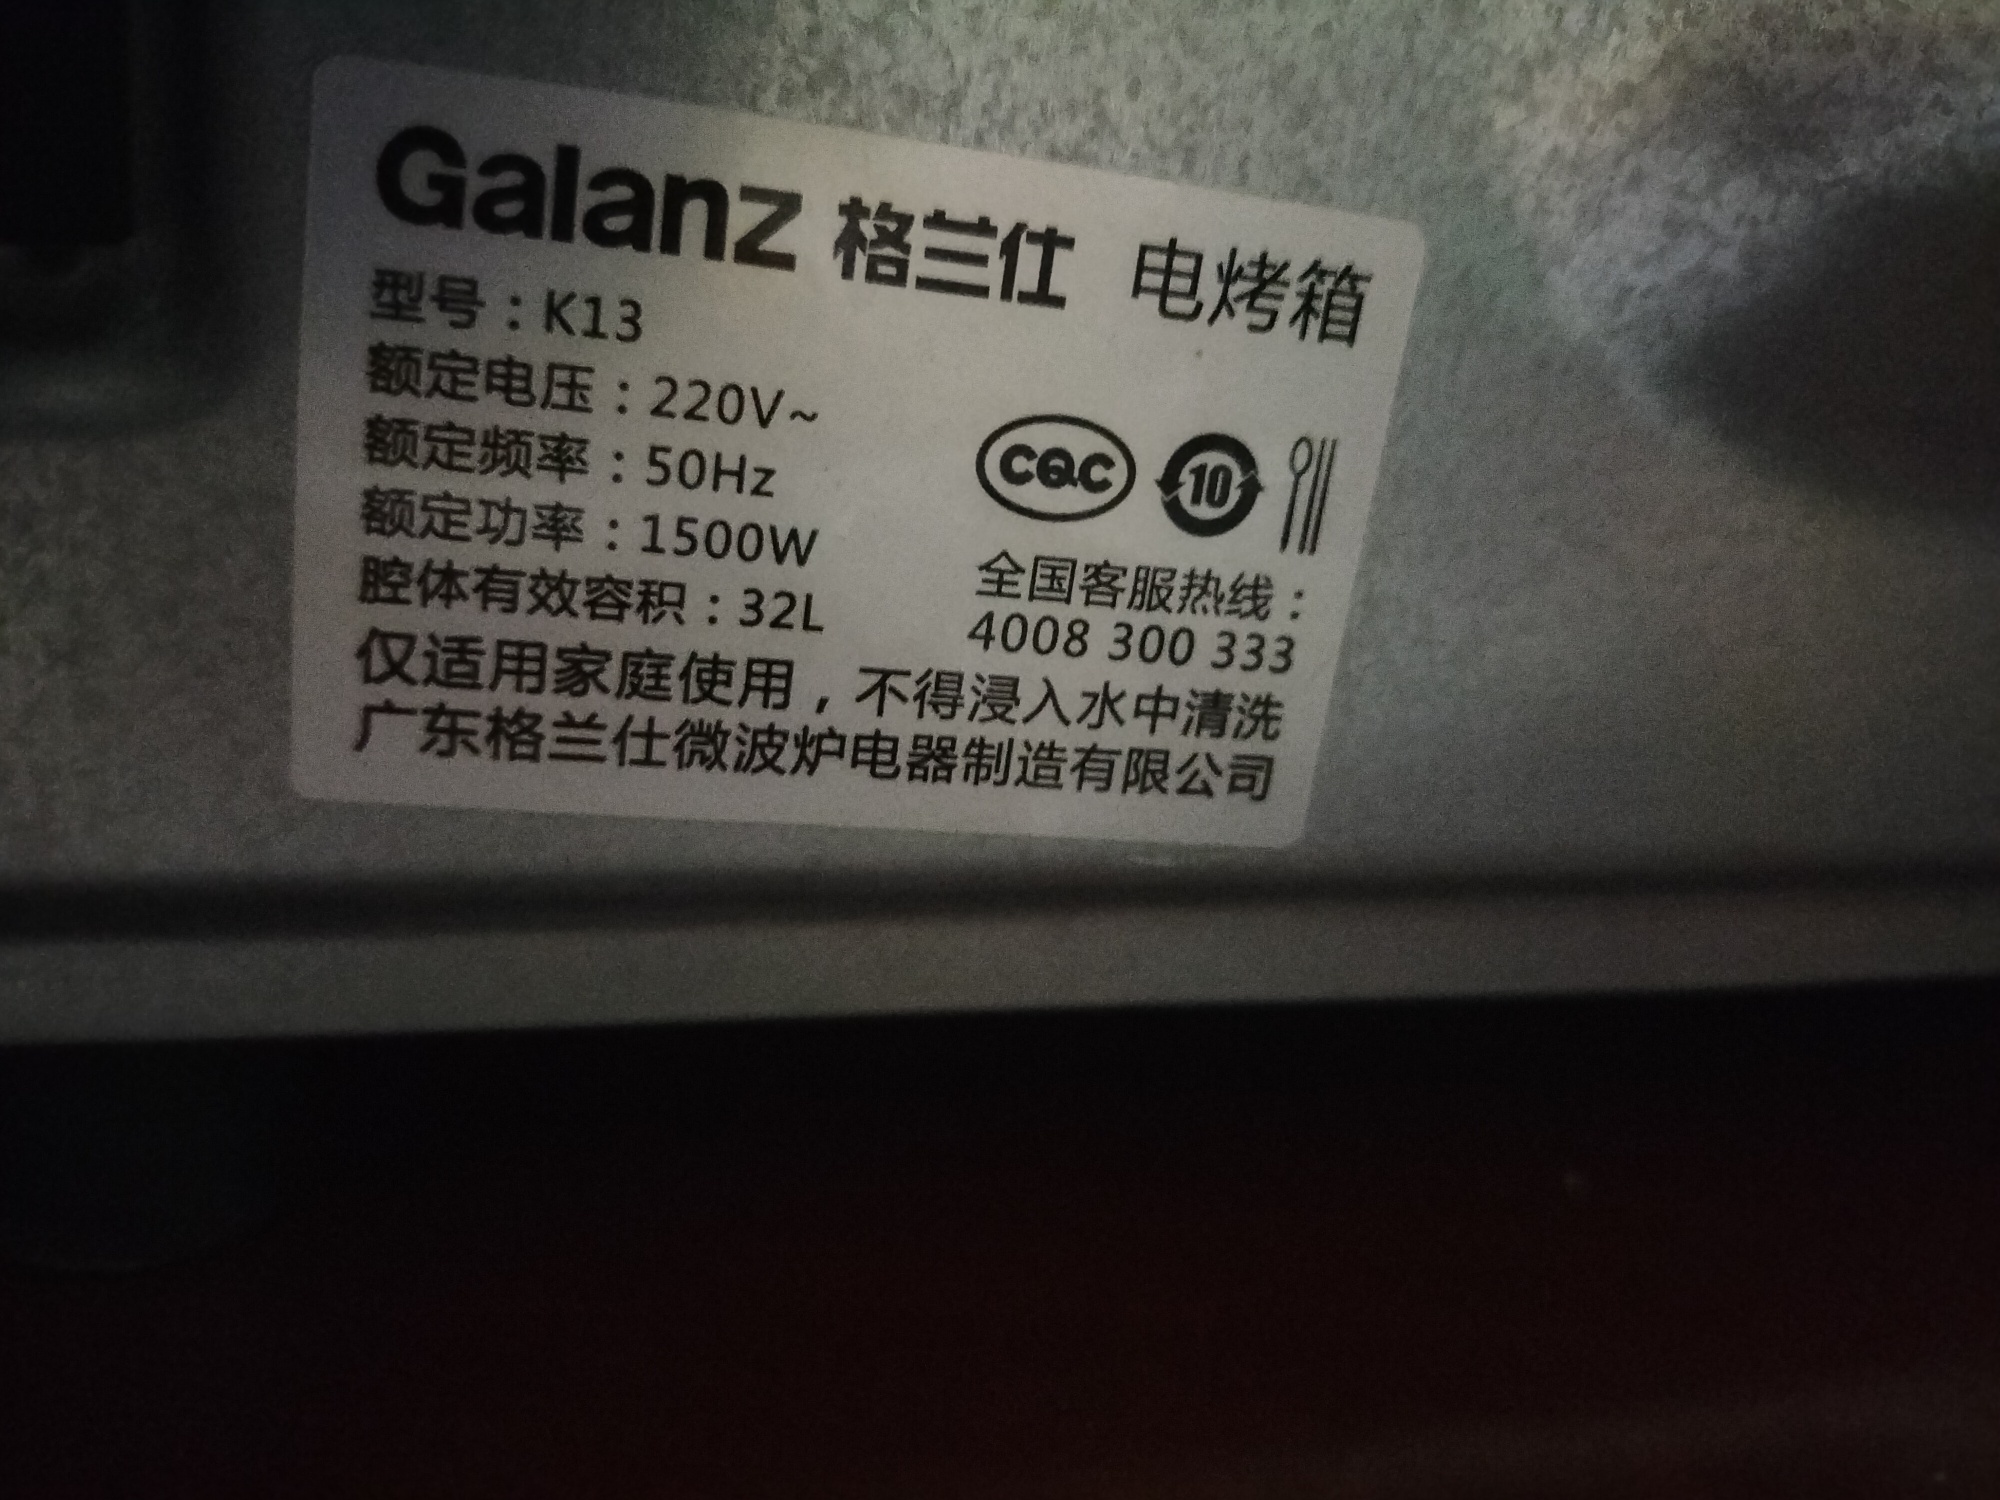 Galanz 格兰仕 电烤箱
型号：K13
额定电压：220V~
额定频率：50Hz
额定功率：1500W
腔体有效容积：32L
CQC
10
全国客服热线：
4008 300 333
仅适用家庭使用，不得浸入水中清洗
广东格兰仕微波炉电器制造有限公司